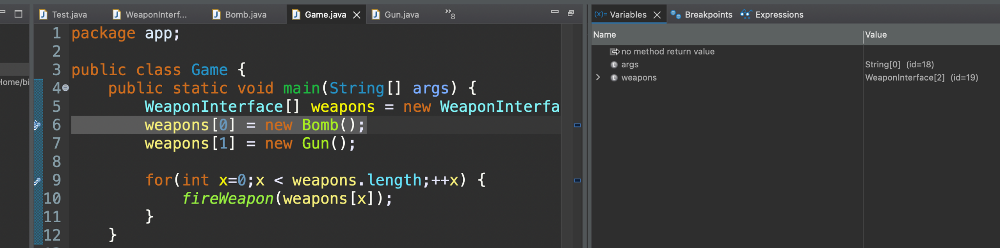 Test.java
WeaponInterf...
Bomb.java
Game.java
Gun.java
»8
(x)= Variables
Breakpoints
Expressions
Home/bi
1 package app;
2
3 public class Game {
4 public static void main(String[] args) {
5 WeaponInterface[] weapons = new WeaponInterfa
6 weapons[0] = new Bomb();
7 weapons[1] = new Gun();
8
9 for(int x=0;x < weapons.length;++x) {
10 fireWeapon(weapons[x]);
11 }
12 }
Name Value
no method return value
args String[0] (id=18)
weapons WeaponInterface[2] (id=19)